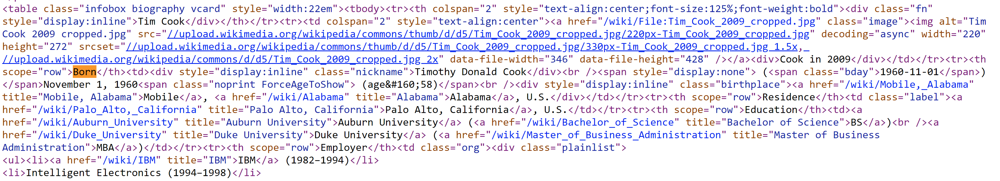 <table class="infobox biography vcard" style="width:22em"><tbody><tr><th colspan="2" style="text-align:center;font-size:125%;font-weight:bold"><div class="fn"
style="display:inline">Tim Cook</div></th></tr><tr><td colspan="2" style="text-align:center"><a href="/wiki/File:Tim_Cook_2009_cropped.jpg" class="image"><img alt="Tim
Cook 2009 cropped.jpg" src="//upload.wikimedia.org/wikipedia/commons/thumb/d/d5/Tim_Cook_2009_cropped.jpg/220px-Tim_Cook_2009_cropped.jpg" decoding="async" width="220"
height="272" srcset="//upload.wikimedia.org/wikipedia/commons/thumb/d/d5/Tim_Cook_2009_cropped.jpg/330px-Tim_Cook_2009_cropped.jpg 1.5x,
//upload.wikimedia.org/wikipedia/commons/d/d5/Tim_Cook_2009_cropped.jpg 2x" data-file-width="346" data-file-height="428" /></a><div>Cook in 2009</div></td></tr><tr><th
scope="row">Born</th><td><div style="display:inline" class="nickname">Timothy Donald Cook</div><br /><span style="display:none"> (<span class="bday">1960-11-01</span>)
</span>November 1, 1960<span class="noprint ForceAgeToShow"> (age&#160;58)</span><br /><div style="display:inline" class="birthplace"><a href="/wiki/Mobile,_Alabama"
title="Mobile, Alabama">Mobile</a>, <a href="/wiki/Alabama" title="Alabama">Alabama</a>, U.S.</div></td></tr><tr><th scope="row">Residence</th><td class="label"><a
href="/wiki/Palo_Alto,_California" title="Palo Alto, California">Palo Alto, California</a>, U.S.</td></tr><tr><th scope="row">Education</th><td><a
href="/wiki/Auburn_University" title="Auburn University">Auburn University</a> (<a href="/wiki/Bachelor_of_Science" title="Bachelor of Science">BS</a>)<br /><a
href="/wiki/Duke_University" title="Duke University">Duke University</a> (<a href="/wiki/Master_of_Business_Administration" title="Master of Business
Administration">MBA</a>)</td></tr><tr><th scope="row">Employer</th><td class="org"><div class="plainlist">
<ul><li><a href="/wiki/IBM" title="IBM">IBM</a> (1982–1994)</li>
<li>Intelligent Electronics (1994–1998)</li>